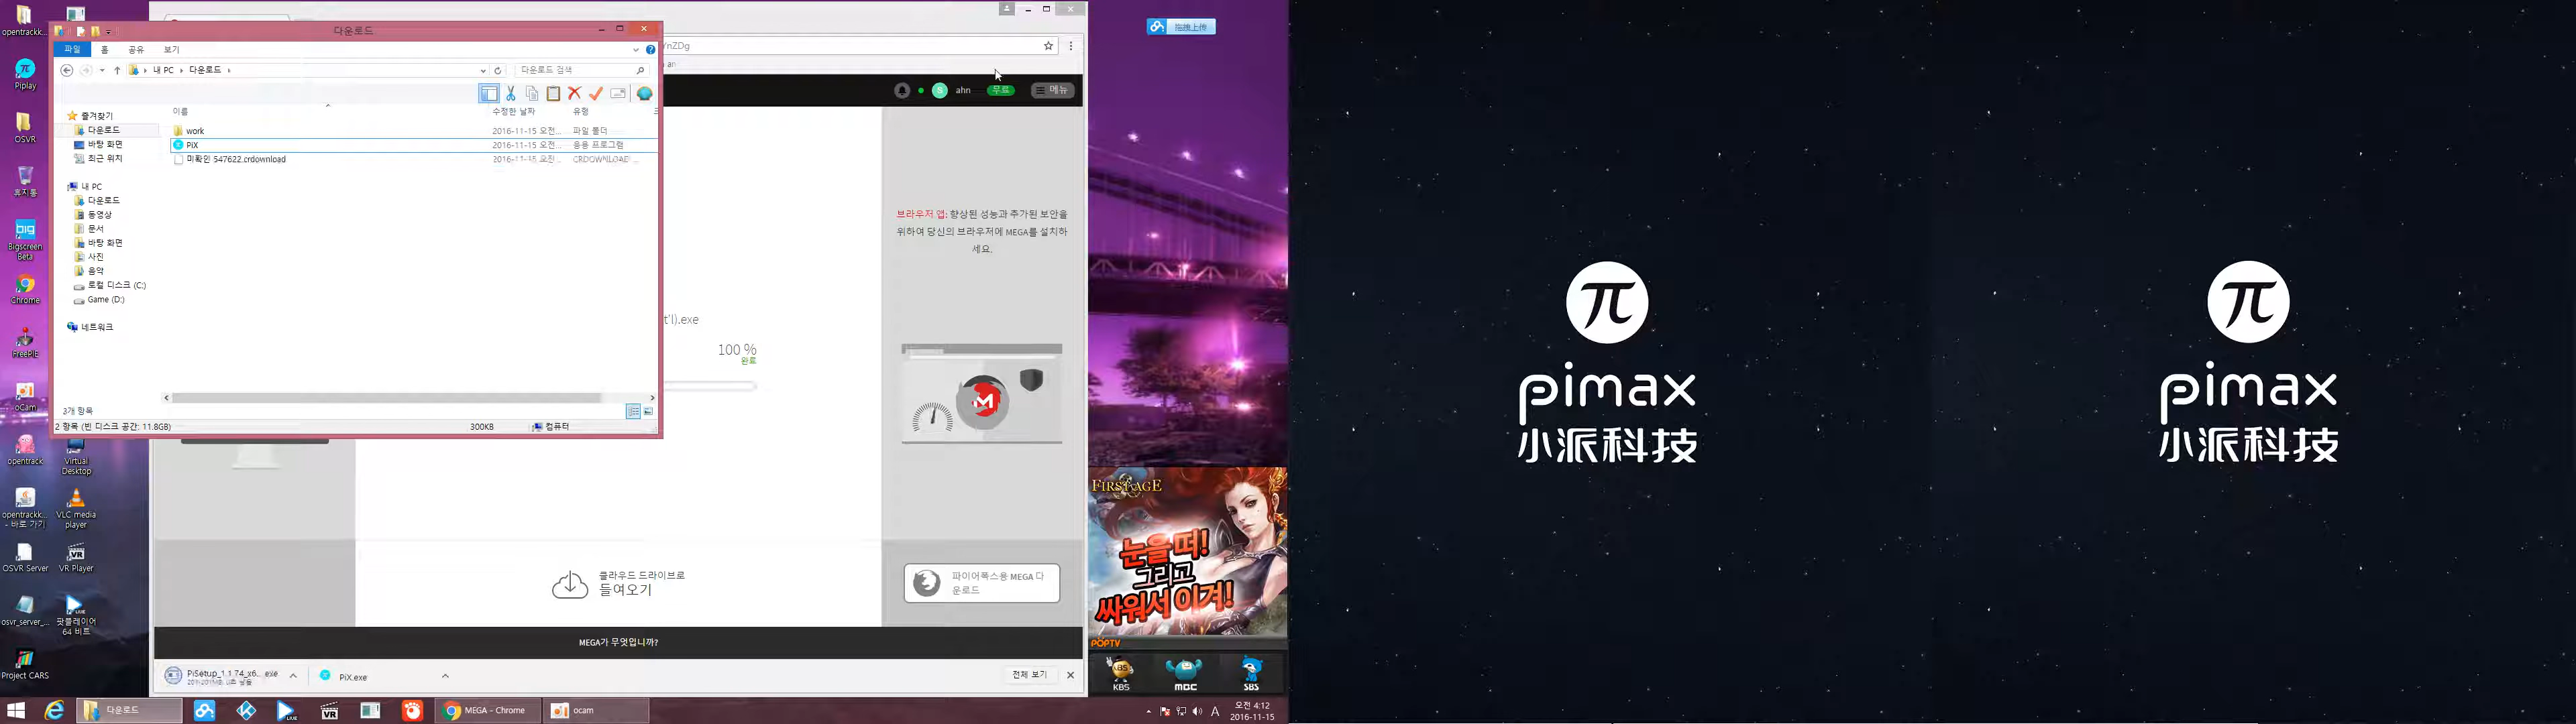 opentrackk...
Piplay
OSVR
휴지통
Bigscreen
Beta
Chrome
FreePIE
oCam
opentrack
Virtual
Desktop
opentrackk...
- 바로 가기
VLC media
player
OSVR Server
VR Player
osvr_server_...
팟플레이어
64 비트
Project CARS
다운로드
파일
홈
공유
보기
내 PC
다운로드
다운로드 검색
이름
수정한 날짜
유형
즐겨찾기
다운로드
바탕 화면
최근 위치
내 PC
다운로드
동영상
문서
바탕 화면
사진
음악
로컬 디스크 (C:)
Game (D:)
네트워크
work
2016-11-15 오전...
파일 폴더
PiX
2016-11-15 오전...
응용 프로그램
미확인 547622.crdownload
2016-11-15 오전...
CRDOWNLOAD ...
3개 항목
2 항목 (빈 디스크 공간: 11.8GB)
300KB
컴퓨터
ahn
무료
메뉴
브라우저 앱: 향상된 성능과 추가된 보안을
위하여 당신의 브라우저에 MEGA를 설치하
세요.
t'l).exe
100 %
완료
클라우드 드라이브로
들여오기
파이어폭스용 MEGA 다
운로드
MEGA가 무엇입니까?
PiSetup_1.1.74_x6....exe
PiX.exe
전체 보기
拖拽上传
FIRSTAGE
눈을 떠!
그리고
싸워서 이겨!
POPTV
KBS
MBC
SBS
다운로드
MEGA - Chrome
ocam
A
오전 4:12
2016-11-15
π
pimax
小派科技
π
pimax
小派科技